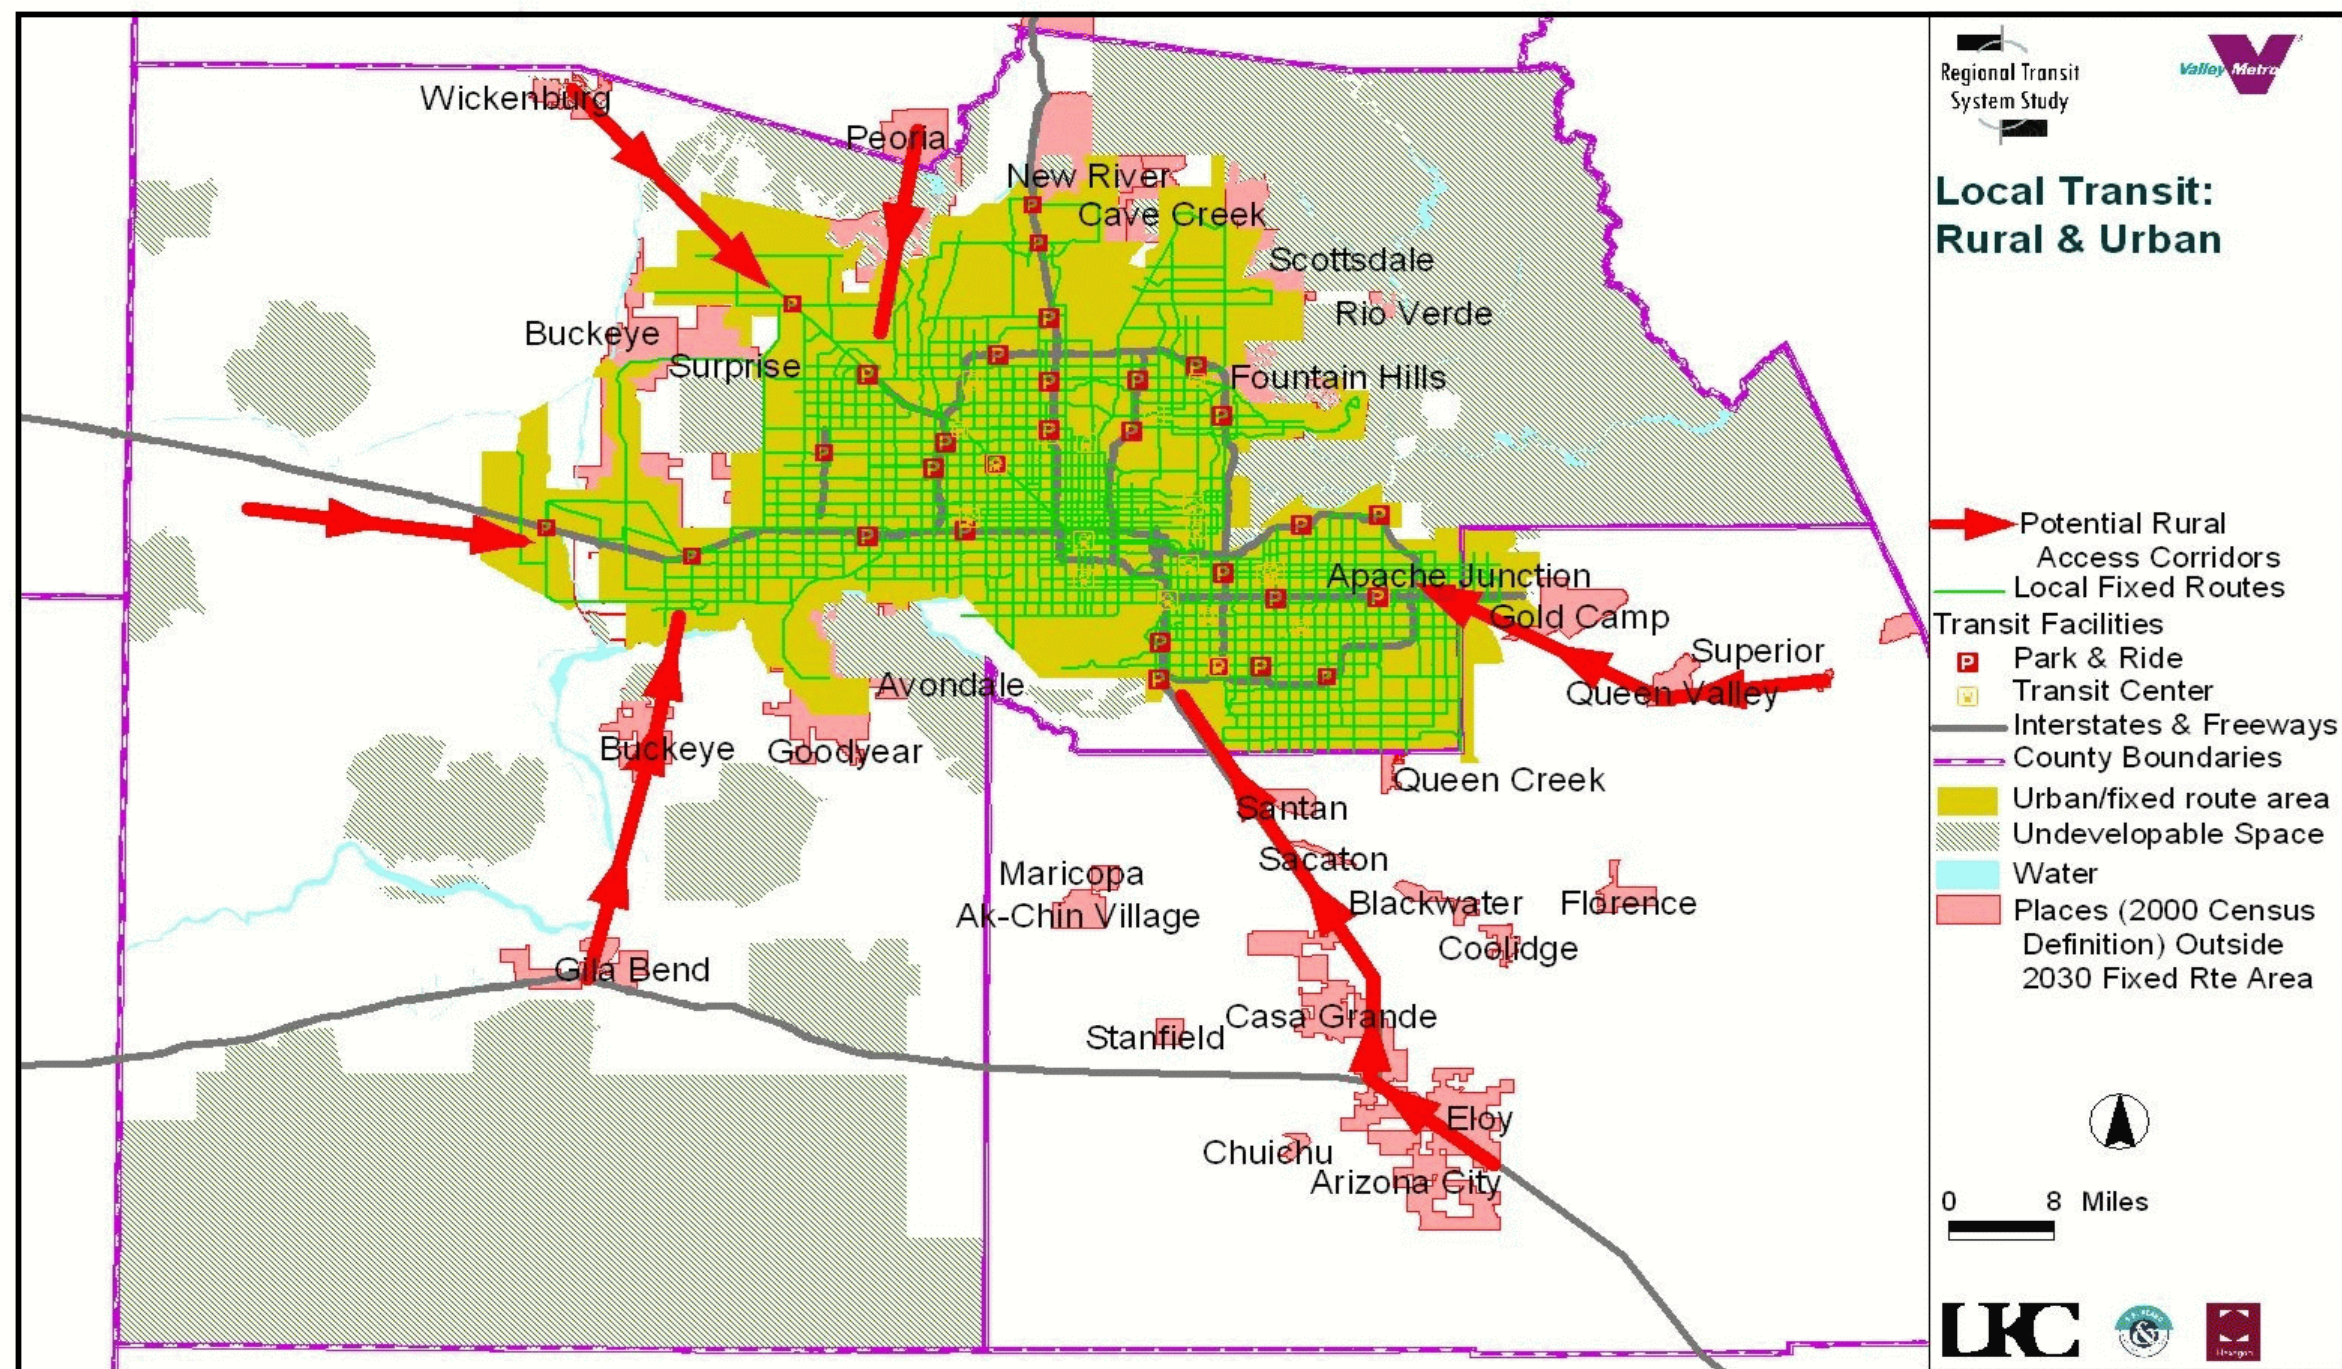 Wickenburg
Peoria
New River
Cave Creek
Scottsdale
Rio Verde
Buckeye
Surprise
Fountain Hills
Apache Junction
Gold Camp
Superior
Queen Valley
Avondale
Buckeye
Goodyear
Queen Creek
Santan
Sacaton
Maricopa
Ak-Chin Village
Blackwater
Florence
Coolidge
Gila Bend
Casa Grande
Stanfield
Eloy
Chuichu
Arizona City
Regional Transit
System Study
Valley Metro
Local Transit:
Rural & Urban
Potential Rural
Access Corridors
Local Fixed Routes
Transit Facilities
P Park & Ride
Transit Center
Interstates & Freeways
County Boundaries
Urban/fixed route area
Undevelopable Space
Water
Places (2000 Census
Definition) Outside
2030 Fixed Rte Area
0 8 Miles
&
Hexagon